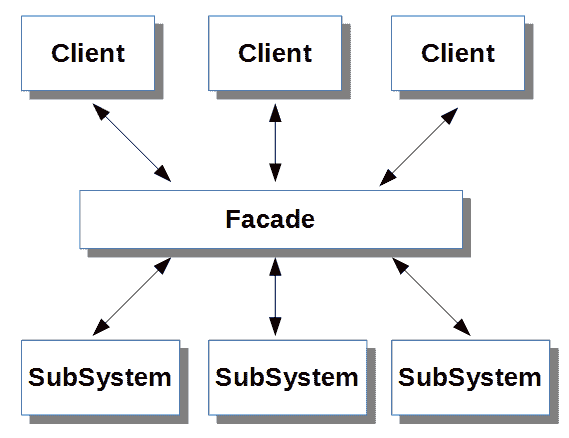 Client
Client
Client
Facade
SubSystem
SubSystem
SubSystem